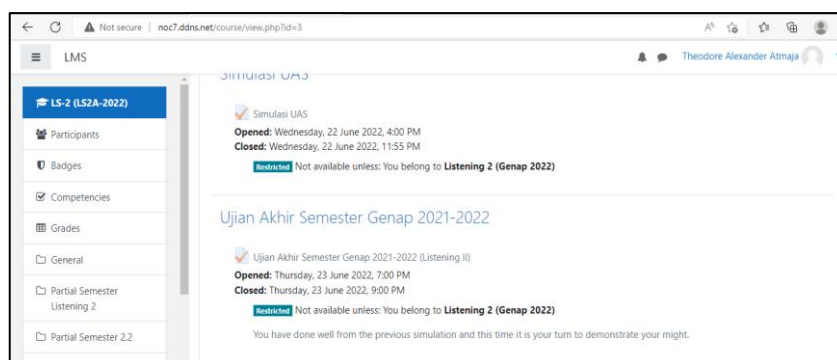 Not secure | noc7.ddns.net/course/view.php?id=3
LMS
Theodore Alexander Atmaja
LS-2 (LS2A-2022)
Participants
Badges
Competencies
Grades
General
Partial Semester
Listening 2
Partial Semester 2.2
Simulasi UAS
Simulasi UAS
Opened: Wednesday, 22 June 2022, 4:00 PM
Closed: Wednesday, 22 June 2022, 11:55 PM
Restricted Not available unless: You belong to Listening 2 (Genap 2022)
Ujian Akhir Semester Genap 2021-2022
Ujian Akhir Semester Genap 2021-2022 (Listening II)
Opened: Thursday, 23 June 2022, 7:00 PM
Closed: Thursday, 23 June 2022, 9:00 PM
Restricted Not available unless: You belong to Listening 2 (Genap 2022)
You have done well from the previous simulation and this time it is your turn to demonstrate your might.